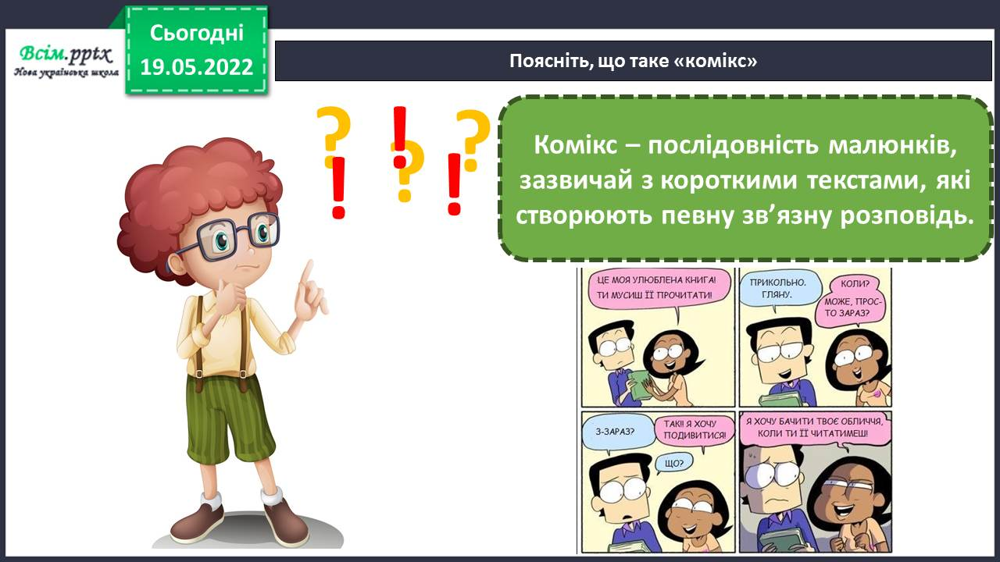 Сьогодні
19.05.2022
Всім.pptx
Нова українська школа
Поясніть, що таке «комікс»
? ! ?
! ? !
Комікс – послідовність малюнків,
зазвичай з короткими текстами, які
створюють певну зв’язну розповідь.
ЦЕ МОЯ УЛЮБЛЕНА КНИГА!
ТИ МУСИШ ЇЇ ПРОЧИТАТИ!
ПРИКОЛЬНО.
ГЛЯНУ.
КОЛИ?
МОЖЕ, ПРОС-
ТО ЗАРАЗ?
З-ЗАРАЗ?
ТАК!! Я ХОЧУ
ПОДИВИТИСЯ!
ЩО?
Я ХОЧУ БАЧИТИ ТВОЄ ОБЛИЧЧЯ,
КОЛИ ТИ ЇЇ ЧИТАТИМЕШ!